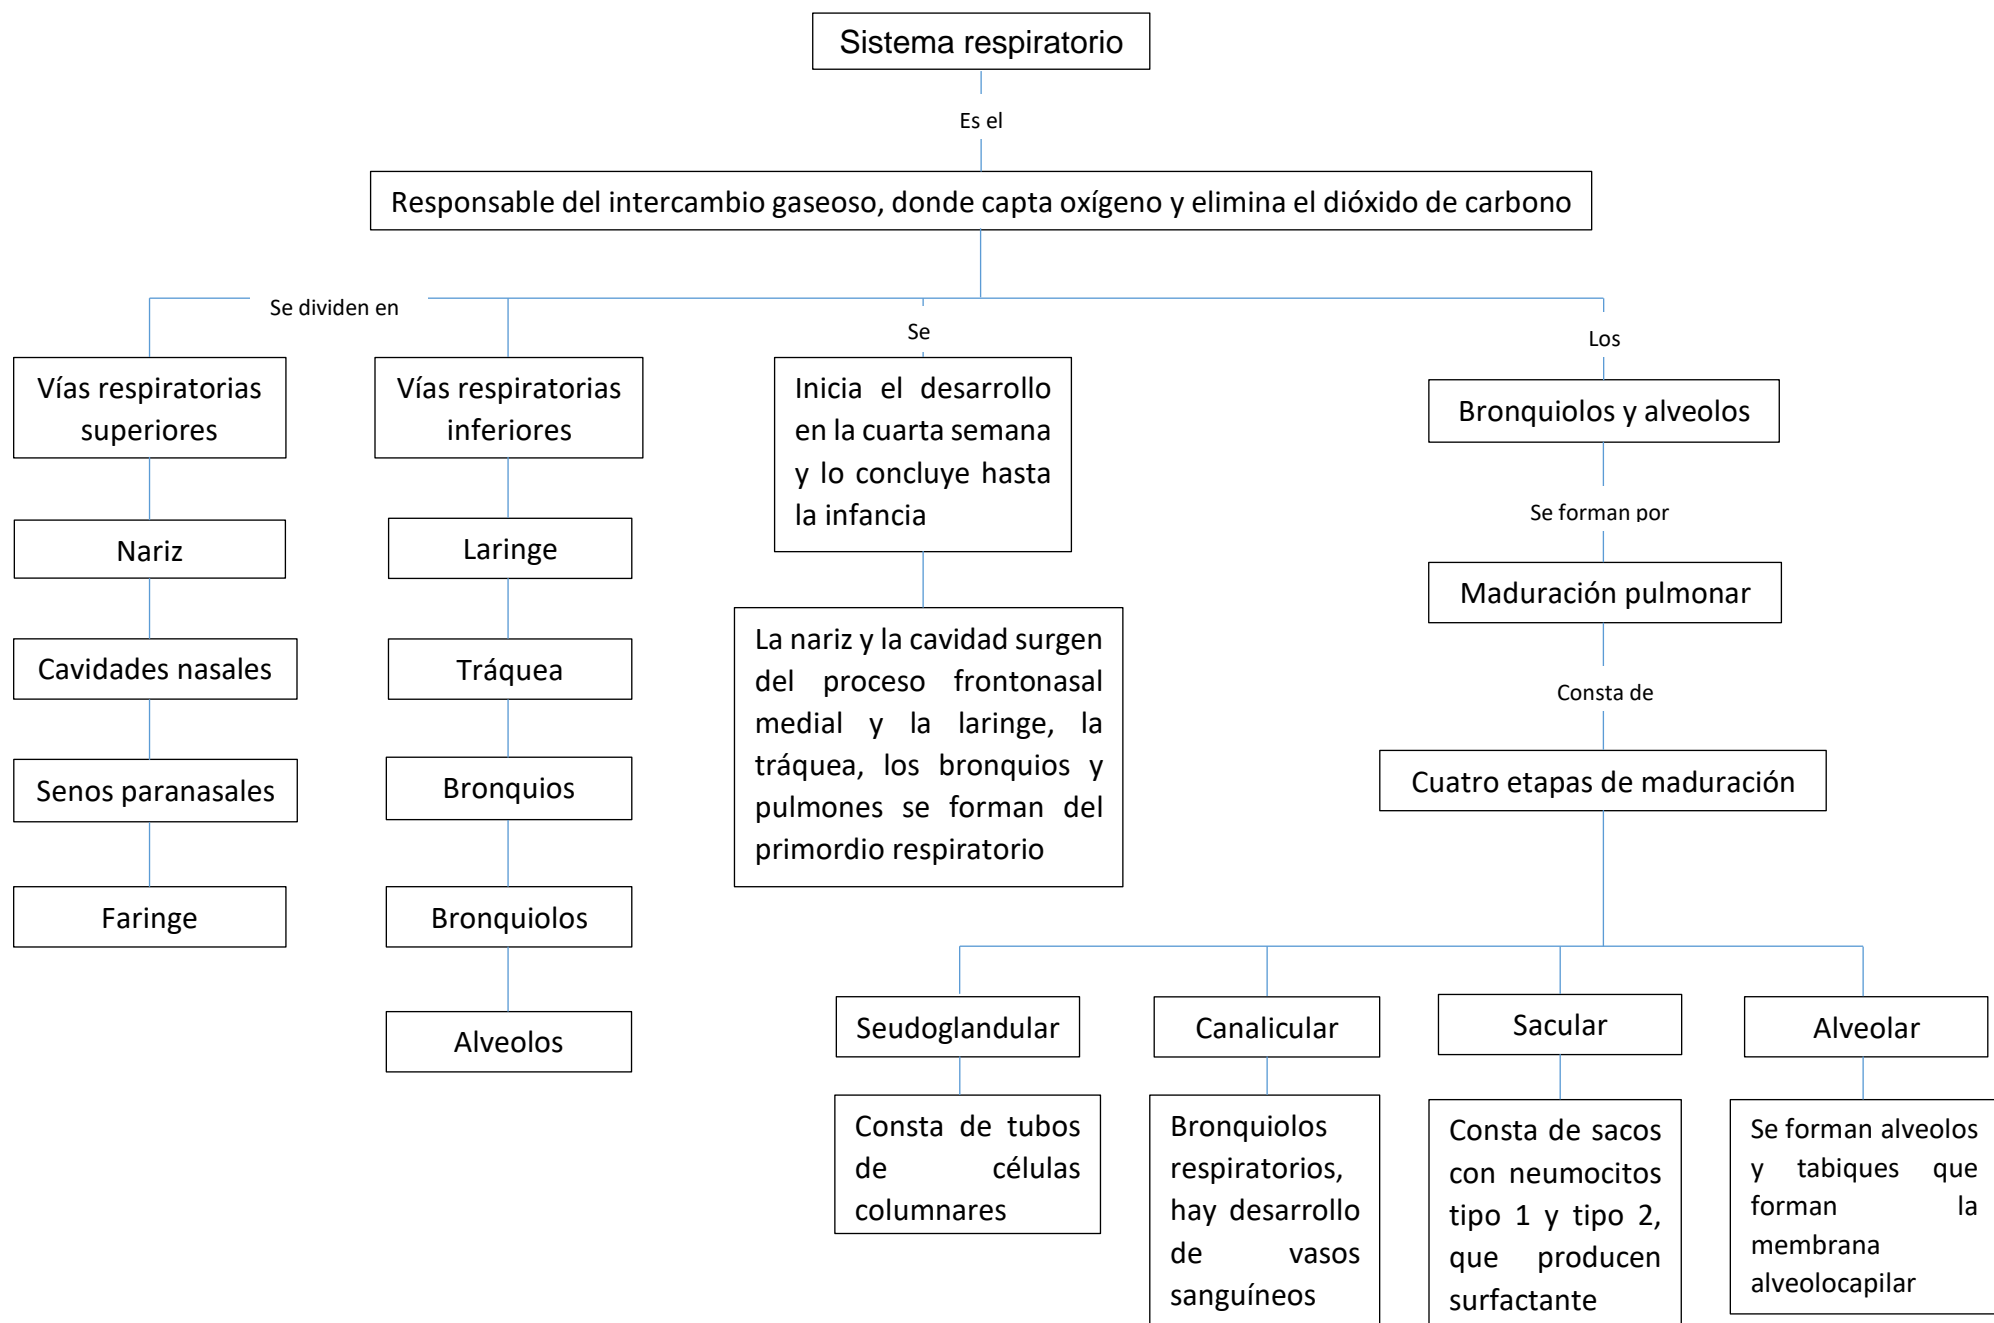 Sistema respiratorio
Es el
Responsable del intercambio gaseoso, donde capta oxígeno y elimina el dióxido de carbono
Se dividen en
Se
Los
Vías respiratorias
superiores
Nariz
Cavidades nasales
Senos paranasales
Faringe
Vías respiratorias
inferiores
Laringe
Tráquea
Bronquios
Bronquiolos
Alveolos
Inicia el desarrollo
en la cuarta semana
y lo concluye hasta
la infancia
La nariz y la cavidad surgen
del proceso frontonasal
medial y la laringe, la
tráquea, los bronquios y
pulmones se forman del
primordio respiratorio
Bronquiolos y alveolos
Se forman por
Maduración pulmonar
Consta de
Cuatro etapas de maduración
Seudoglandular
Consta de tubos
de células
columnares
Canalicular
Bronquiolos
respiratorios,
hay desarrollo
de vasos
sanguíneos
Sacular
Consta de sacos
con neumocitos
tipo 1 y tipo 2,
que producen
surfactante
Alveolar
Se forman alveolos
y tabiques que
forman la
membrana
alveolocapilar